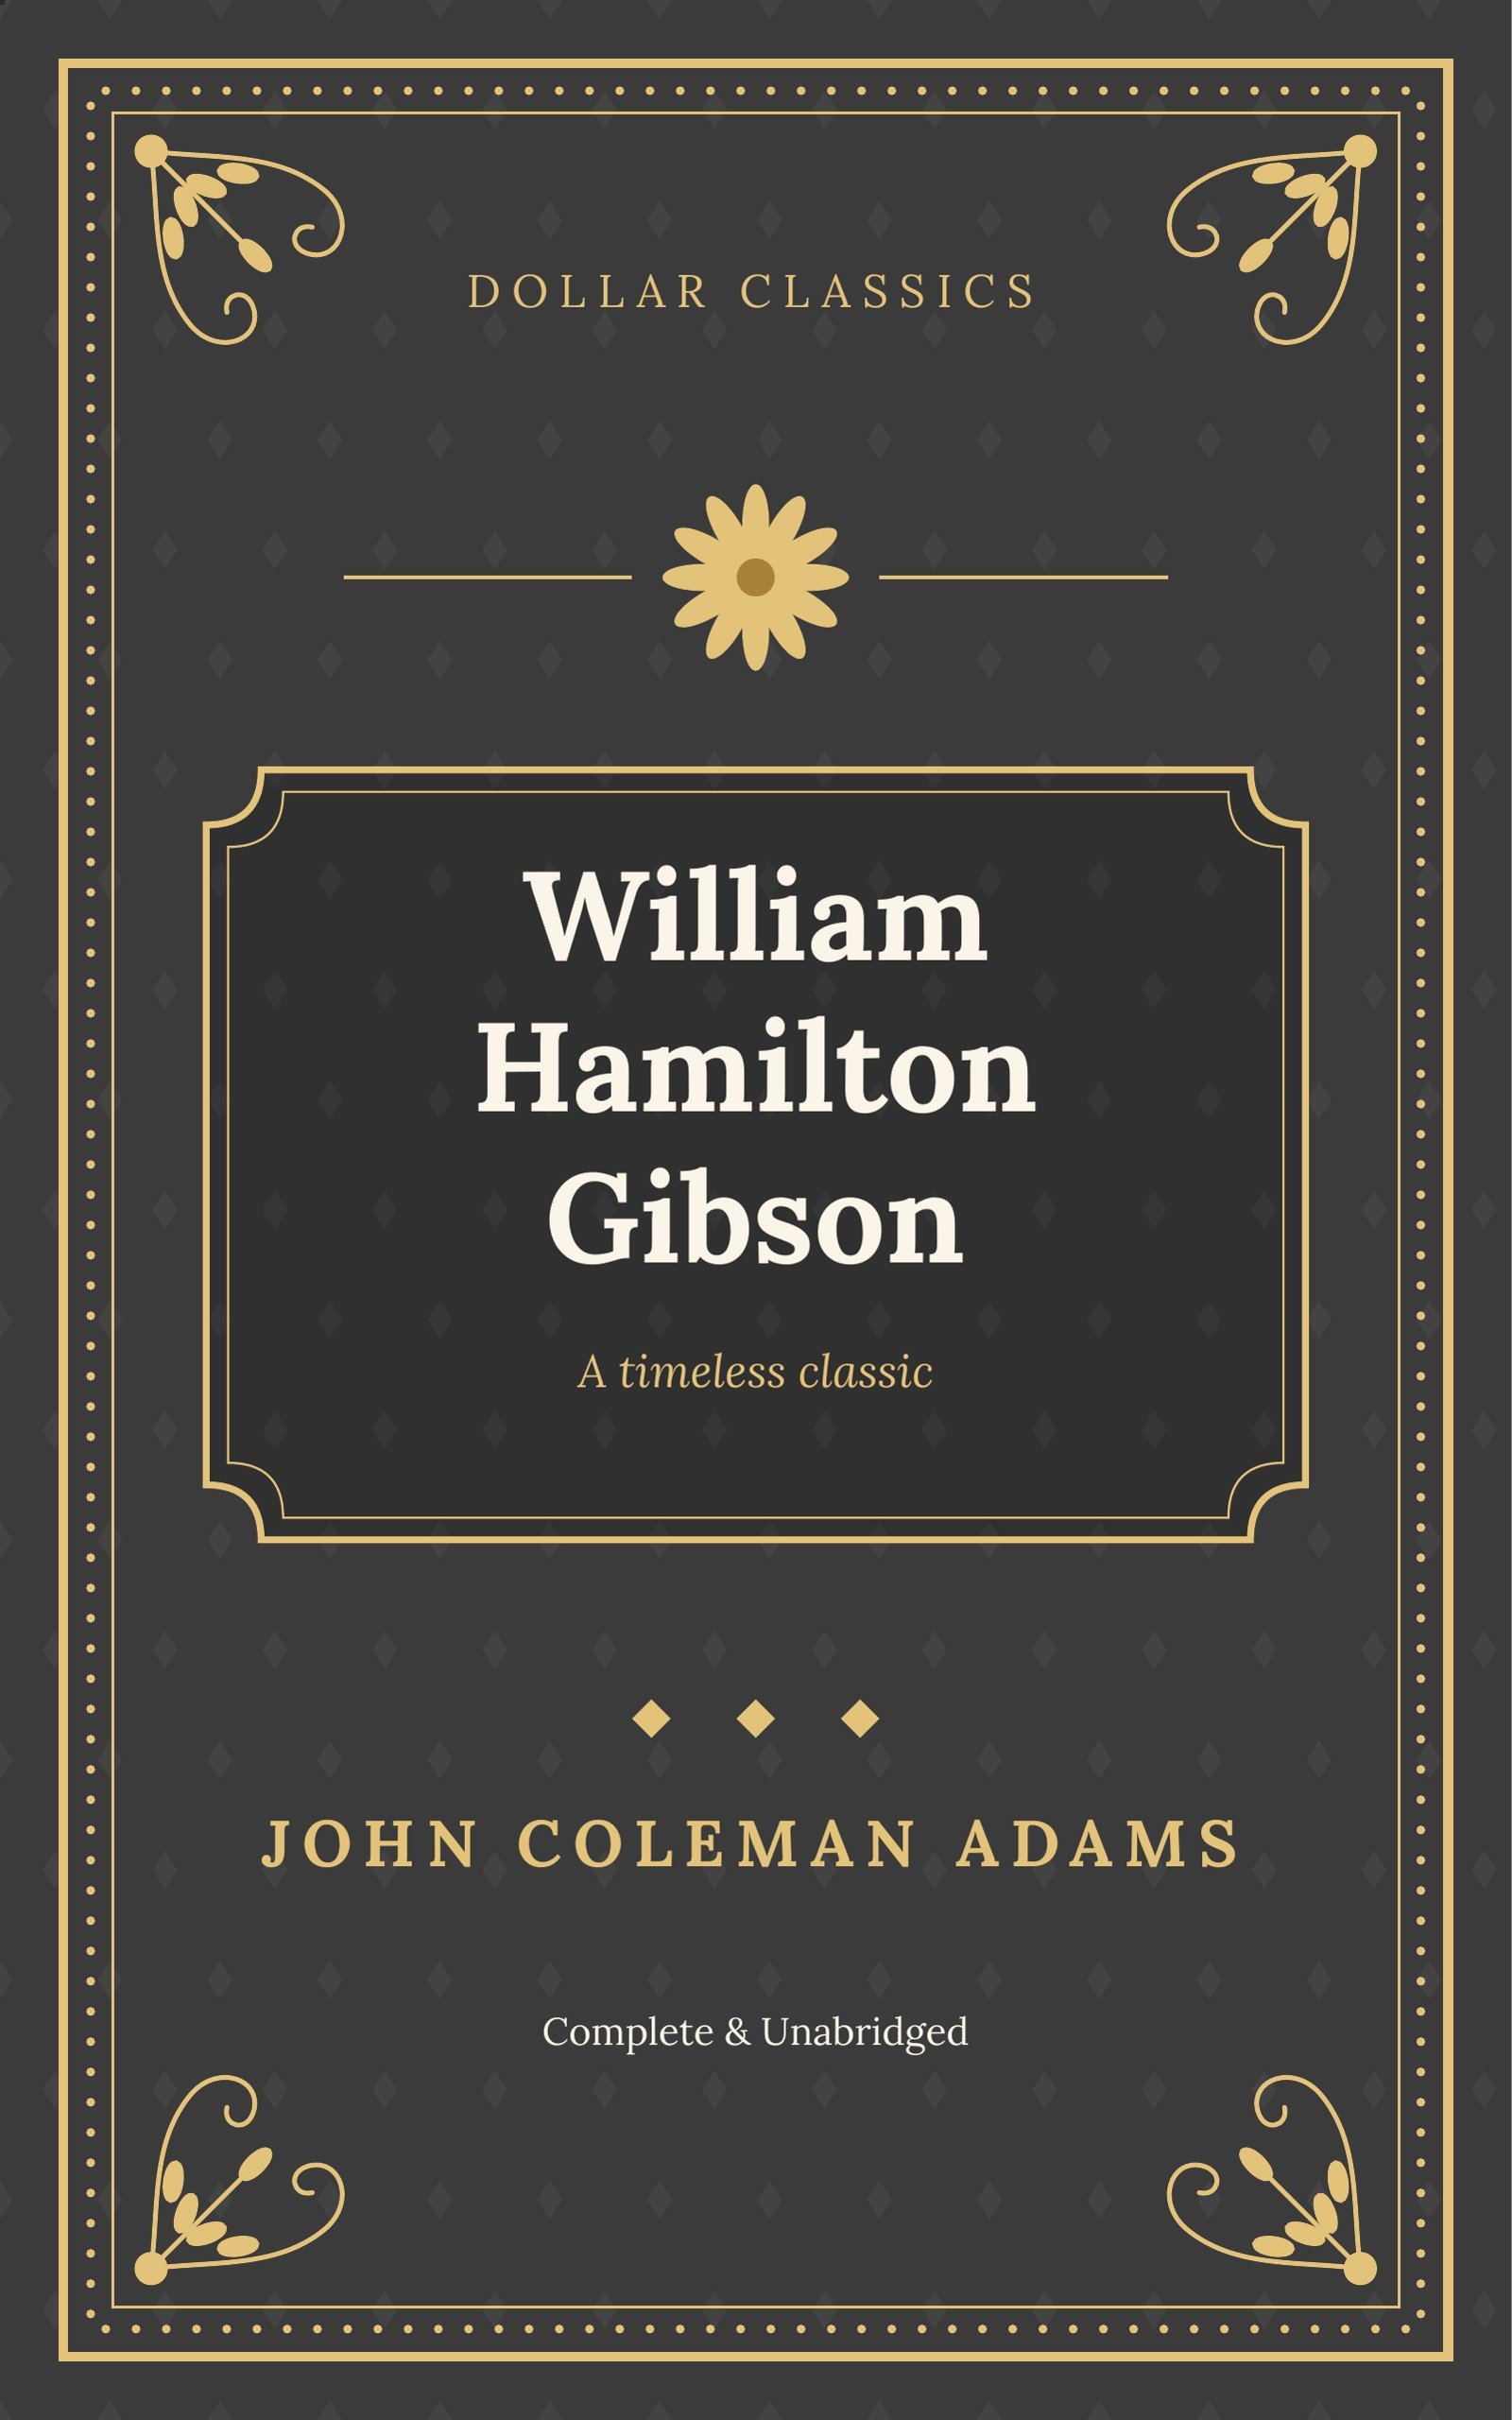 DOLLAR CLASSICS
William
Hamilton
Gibson
A timeless classic
JOHN COLEMAN ADAMS
Complete & Unabridged